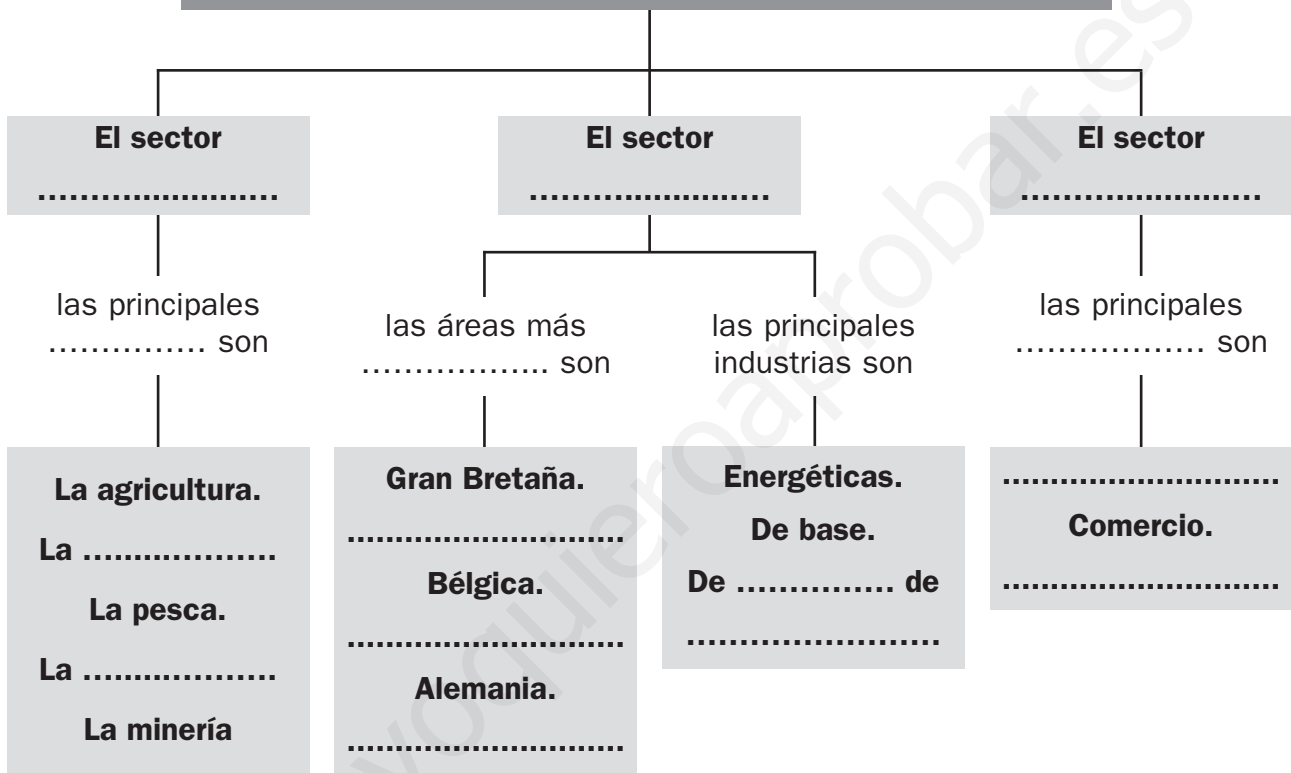 El sector
..........................
El sector
..........................
El sector
..........................
las principales
............... son
las áreas más
.................. son
las principales
industrias son
las principales
.................. son
La agricultura.
La .....................
La pesca.
La .....................
La minería
Gran Bretaña.
..............................
Bélgica.
..............................
Alemania.
..............................
Energéticas.
De base.
De ............... de
........................
..............................
Comercio.
..............................
yoquieroaprobar.es